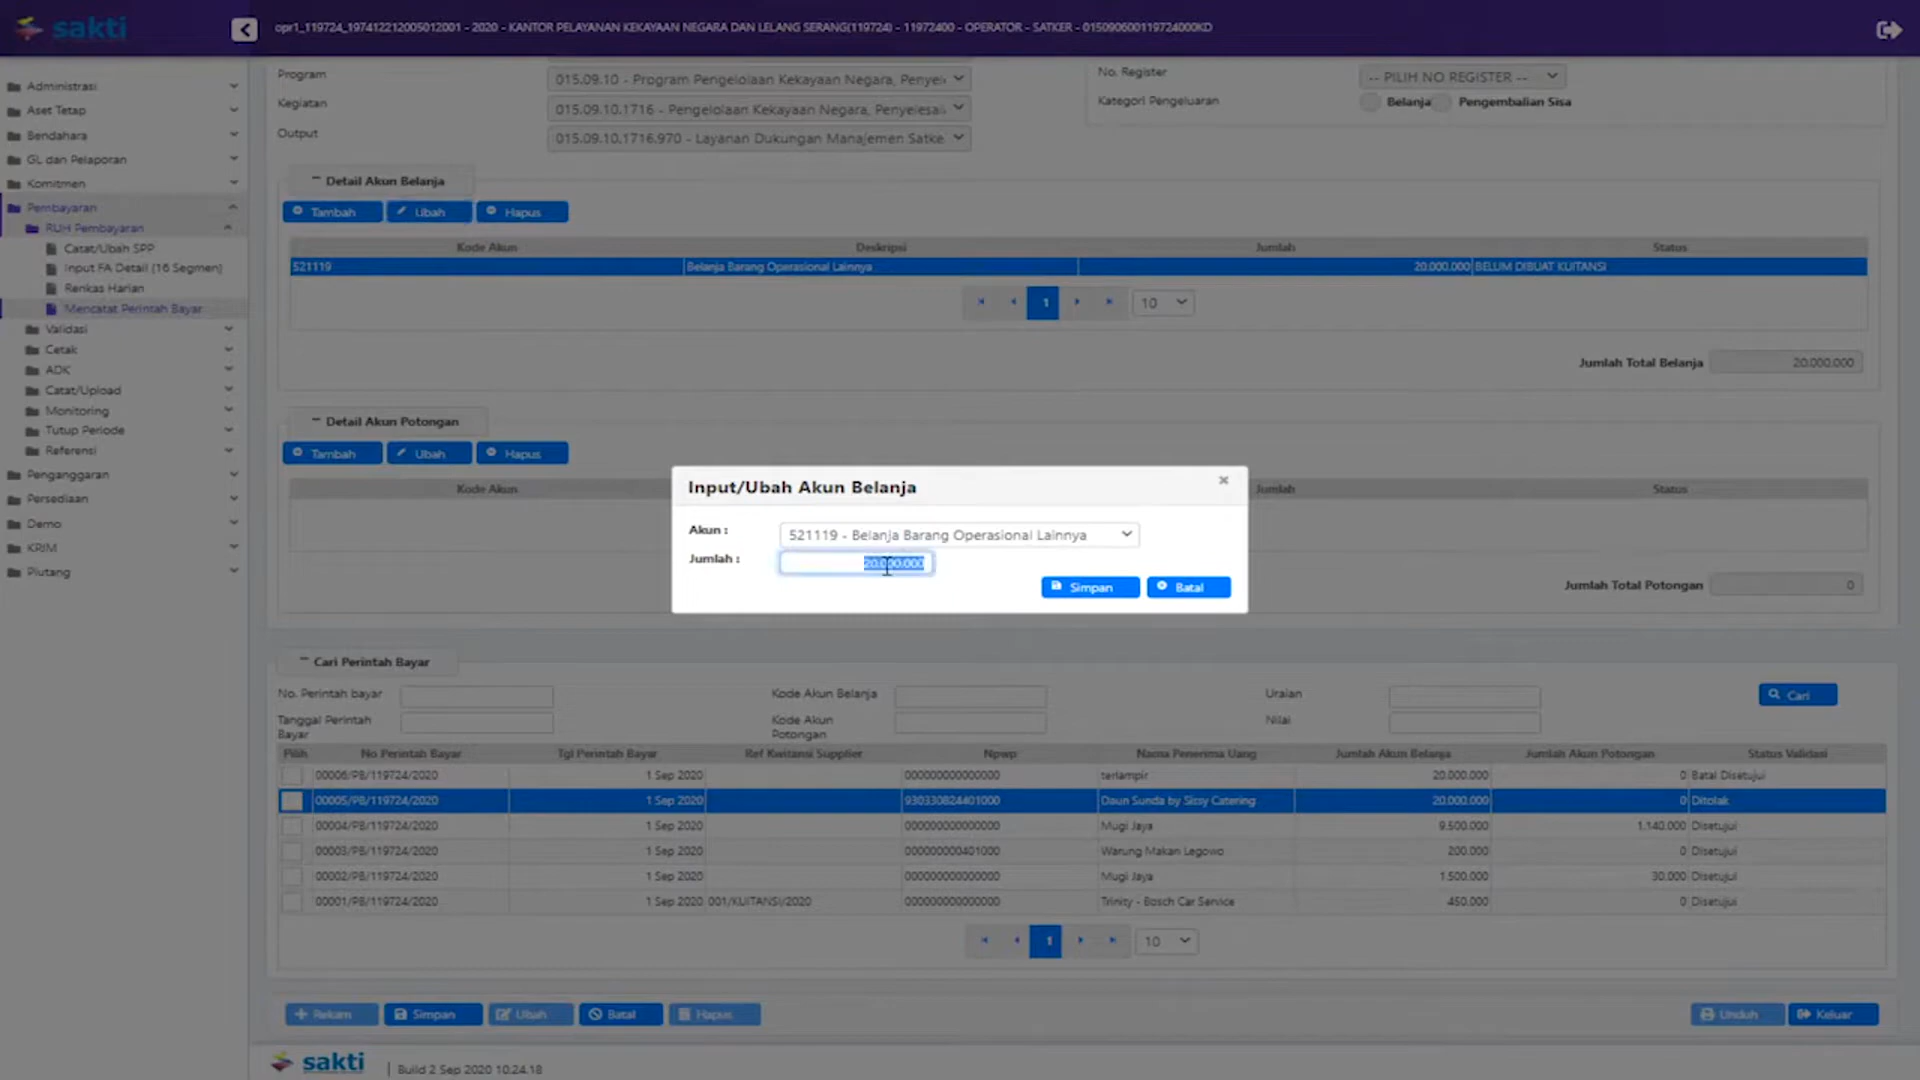 sakti
opr1_119724_197412212005012001 - 2020 - KANTOR PELAYANAN KEKAYAAN NEGARA DAN LELANG SERANG(119724) - 11972400 - OPERATOR - SATKER - 015090600119724000KD
Administrasi
Aset Tetap
Bendahara
GL dan Pelaporan
Komitmen
Pembayaran
RUH Pembayaran
Catat/Ubah SPP
Input FA Detail (16 Segmen)
Renkas Harian
Mencatat Perintah Bayar
Validasi
Cetak
ADK
Catat/Upload
Monitoring
Tutup Periode
Referensi
Penganggaran
Persediaan
Demo
KRIM
Piutang
Program 015.09.10 - Program Pengelolaan Kekayaan Negara, Penyel
Kegiatan 015.09.10.1716 - Pengelolaan Kekayaan Negara, Penyelesai
Output 015.09.10.1716.970 - Layanan Dukungan Manajemen Satke
No. Register -- PILIH NO REGISTER --
Kategori Pengeluaran Belanja Pengembalian Sisa
Detail Akun Belanja
Tambah Ubah Hapus
Kode Akun Deskripsi Jumlah Status
521119 Belanja Barang Operasional Lainnya 20.000.000 BELUM DIBUAT KUITANSI
1 10
Jumlah Total Belanja 20.000.000
Detail Akun Potongan
Tambah Ubah Hapus
Kode Akun Jumlah Status
Jumlah Total Potongan 0
Input/Ubah Akun Belanja ×
Akun : 521119 - Belanja Barang Operasional Lainnya
Jumlah : 20.000.000
Simpan Batal
Cari Perintah Bayar
No. Perintah bayar Kode Akun Belanja Uraian Cari
Tanggal Perintah Bayar Kode Akun Potongan Nilai
Pilih No Perintah Bayar Tgl Perintah Bayar Ref Kwitansi Supplier Npwp Nama Penerima Uang Jumlah Akun Belanja Jumlah Akun Potongan Status Validasi
00006/PB/119724/2020 1 Sep 2020 000000000000000 terlampir 20.000.000 0 Batal Disetujui
00005/PB/119724/2020 1 Sep 2020 930330824401000 Daun Sunda by Sissy Catering 20.000.000 0 Ditolak
00004/PB/119724/2020 1 Sep 2020 000000000000000 Mugi Jaya 9.500.000 1.140.000 Disetujui
00003/PB/119724/2020 1 Sep 2020 000000000401000 Warung Makan Legowo 200.000 0 Disetujui
00002/PB/119724/2020 1 Sep 2020 000000000000000 Mugi Jaya 1.500.000 30.000 Disetujui
00001/PB/119724/2020 1 Sep 2020 001/KUITANSI/2020 000000000000000 Trinity - Bosch Car Service 450.000 0 Disetujui
1 10
Rekam Simpan Ubah Batal Hapus Unduh Keluar
sakti | Build 2 Sep 2020 10.24.18